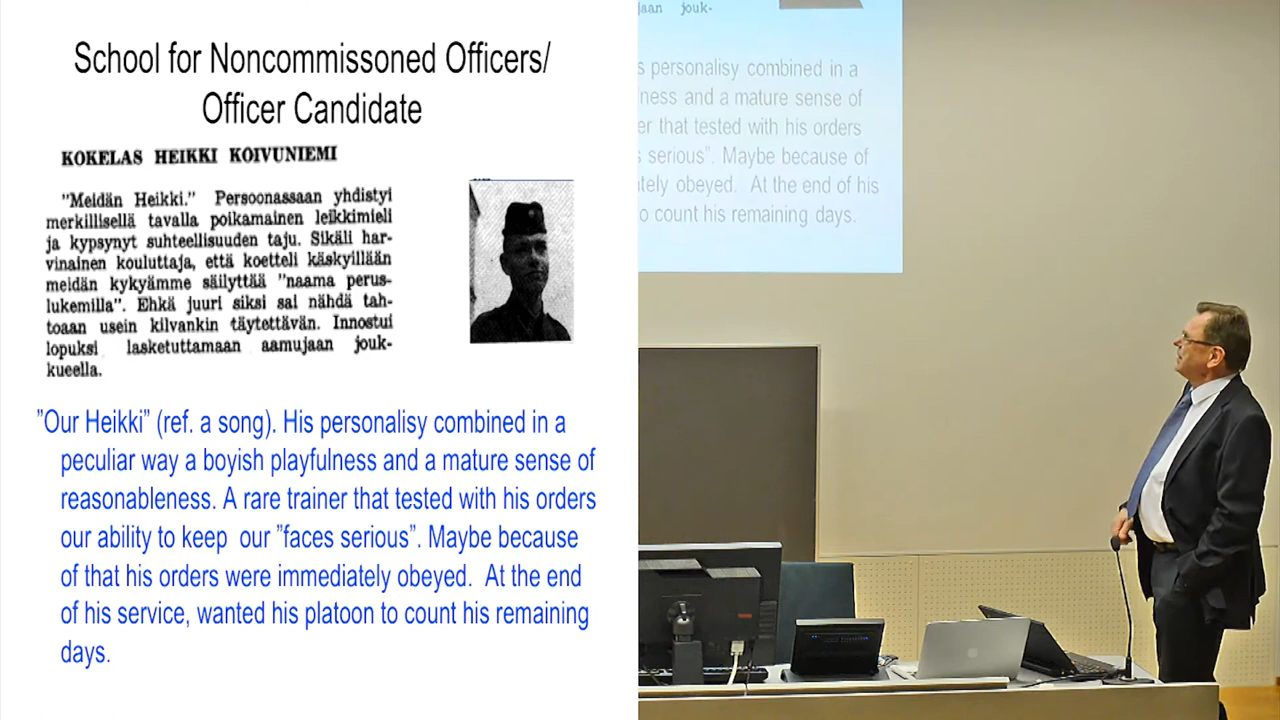 School for Noncommissoned Officers/
Officer Candidate
KOKELAS HEIKKI KOIVUNIEMI
"Meidän Heikki." Persoonassaan yhdistyi
merkillisellä tavalla poikamainen leikkimieli
ja kypsynyt suhteellisuuden taju. Sikäli har-
vinainen kouluttaja, että koetteli käskyillään
meidän kykyämme säilyttää "naama perus-
lukemilla". Ehkä juuri siksi sai nähdä tah-
toaan usein kilvankin täytettävän. Innostui
lopuksi lasketuttamaan aamujaan jouk-
kueella.
"Our Heikki" (ref. a song). His personalisy combined in a
peculiar way a boyish playfulness and a mature sense of
reasonableness. A rare trainer that tested with his orders
our ability to keep our "faces serious". Maybe because
of that his orders were immediately obeyed. At the end
of his service, wanted his platoon to count his remaining
days.
jaan jouk-
s personalisy combined in a
ness and a mature sense of
er that tested with his orders
s serious". Maybe because of
tely obeyed. At the end of his
o count his remaining days.